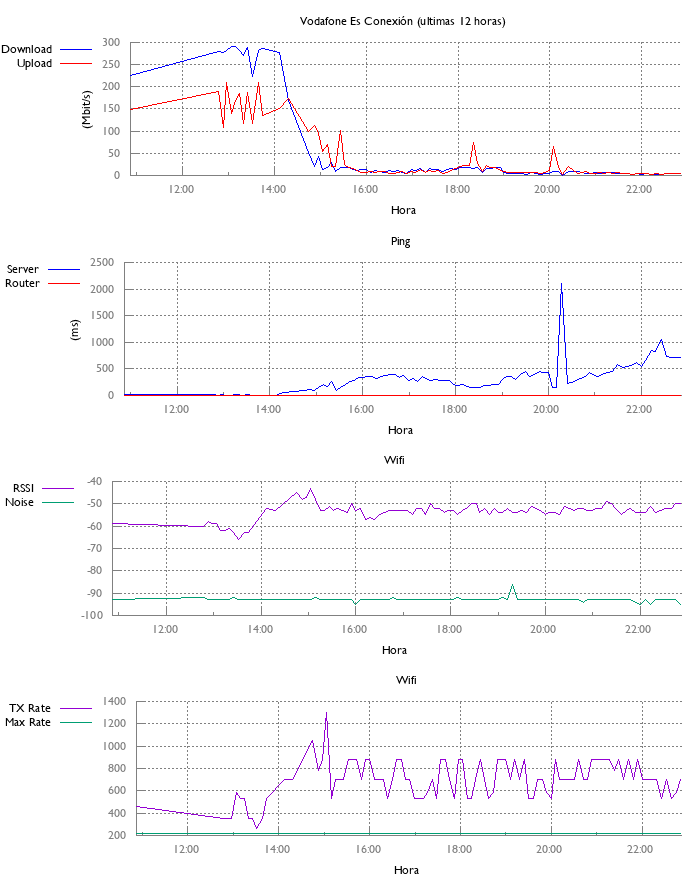 Vodafone Es Conexión (ultimas 12 horas)
Download
Upload
(Mbit/s)
300
250
200
150
100
50
0
12:00 14:00 16:00 18:00 20:00 22:00
Hora
Ping
Server
Router
(ms)
2500
2000
1500
1000
500
0
12:00 14:00 16:00 18:00 20:00 22:00
Hora
Wifi
RSSI
Noise
-40
-50
-60
-70
-80
-90
-100
12:00 14:00 16:00 18:00 20:00 22:00
Hora
Wifi
TX Rate
Max Rate
1400
1200
1000
800
600
400
200
12:00 14:00 16:00 18:00 20:00 22:00
Hora